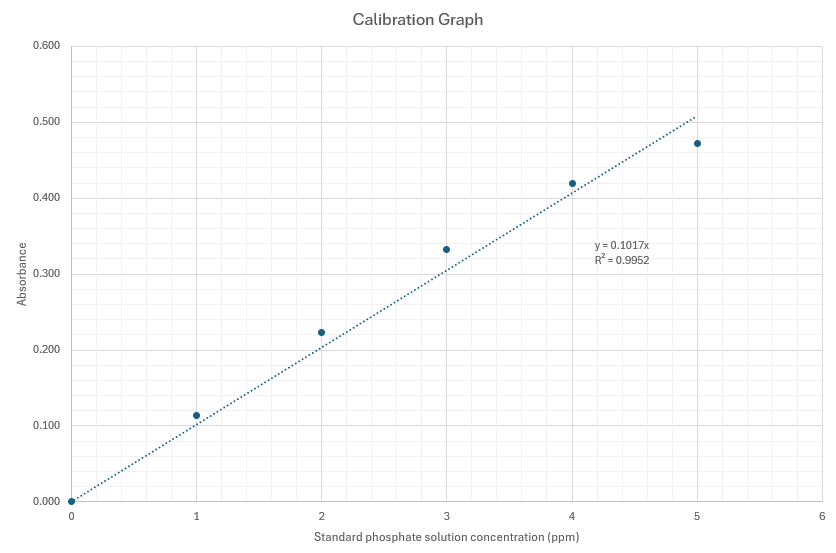 Calibration Graph
0.600
0.500
0.400
0.300
0.200
0.100
0.000
Absorbance
y = 0.1017x
R² = 0.9952
0 1 2 3 4 5 6
Standard phosphate solution concentration (ppm)